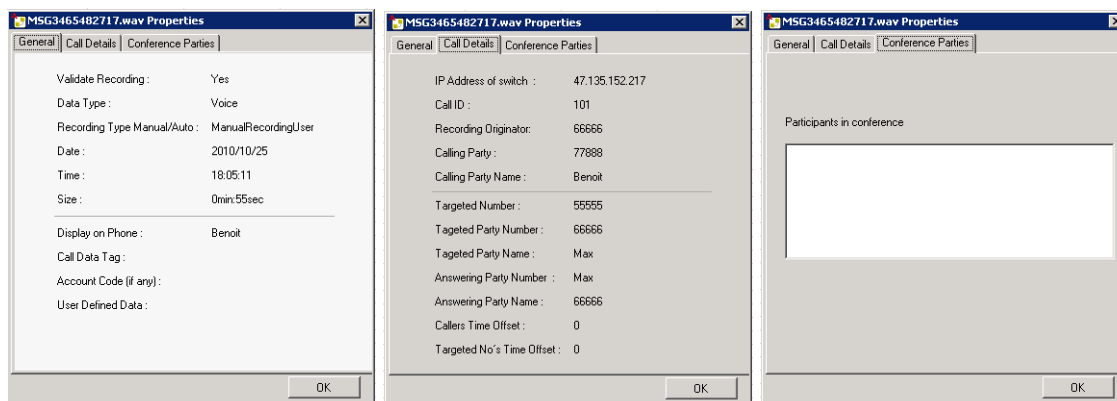 MSG3465482717.wav Properties
General Call Details Conference Parties
Validate Recording : Yes
Data Type : Voice
Recording Type Manual/Auto : ManualRecordingUser
Date : 2010/10/25
Time : 18:05:11
Size : 0min:55sec
Display on Phone : Benoit
Call Data Tag :
Account Code (if any) :
User Defined Data :
OK
MSG3465482717.wav Properties
General Call Details Conference Parties
IP Address of switch : 47.135.152.217
Call ID : 101
Recording Originator: 66666
Calling Party : 77888
Calling Party Name : Benoit
Targeted Number : 55555
Tageted Party Number : 66666
Tageted Party Name : Max
Answering Party Number : Max
Answering Party Name : 66666
Callers Time Offset : 0
Targeted No's Time Offset : 0
OK
MSG3465482717.wav Properties
General Call Details Conference Parties
Participants in conference
OK